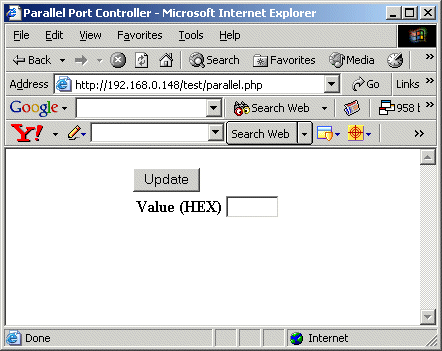 Parallel Port Controller - Microsoft Internet Explorer
File Edit View Favorites Tools Help
Back Search Favorites Media
Address http://192.168.0.148/test/parallel.php Go Links »
Google Search Web 958 »
Y! Search Web »
Update
Value (HEX)
Done Internet